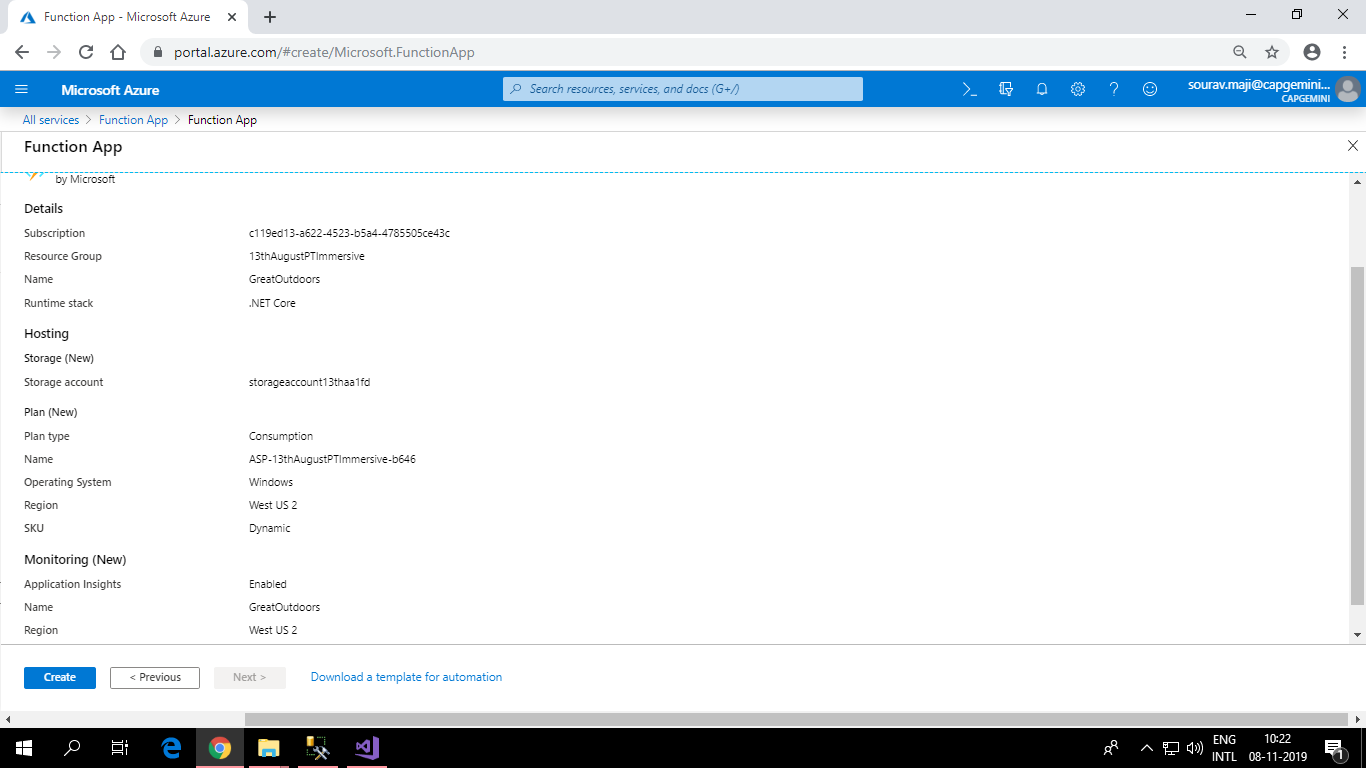 Function App - Microsoft Azure
portal.azure.com/#create/Microsoft.FunctionApp
Microsoft Azure
Search resources, services, and docs (G+/)
sourav.maji@capgemini...
CAPGEMINI
All services > Function App > Function App
Function App
by Microsoft
Details
Subscription c119ed13-a622-4523-b5a4-4785505ce43c
Resource Group 13thAugustPTImmersive
Name GreatOutdoors
Runtime stack .NET Core
Hosting
Storage (New)
Storage account storageaccount13thaa1fd
Plan (New)
Plan type Consumption
Name ASP-13thAugustPTImmersive-b646
Operating System Windows
Region West US 2
SKU Dynamic
Monitoring (New)
Application Insights Enabled
Name GreatOutdoors
Region West US 2
Create < Previous Next > Download a template for automation
ENG 10:22
INTL 08-11-2019
1